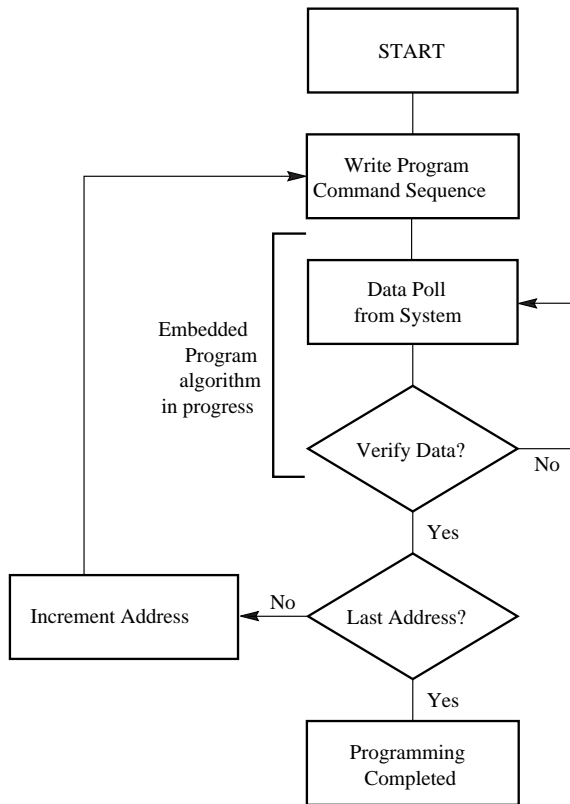 START
Write Program
Command Sequence
Data Poll
from System
Embedded
Program
algorithm
in progress
Verify Data?
No
Yes
Increment Address
No
Last Address?
Yes
Programming
Completed